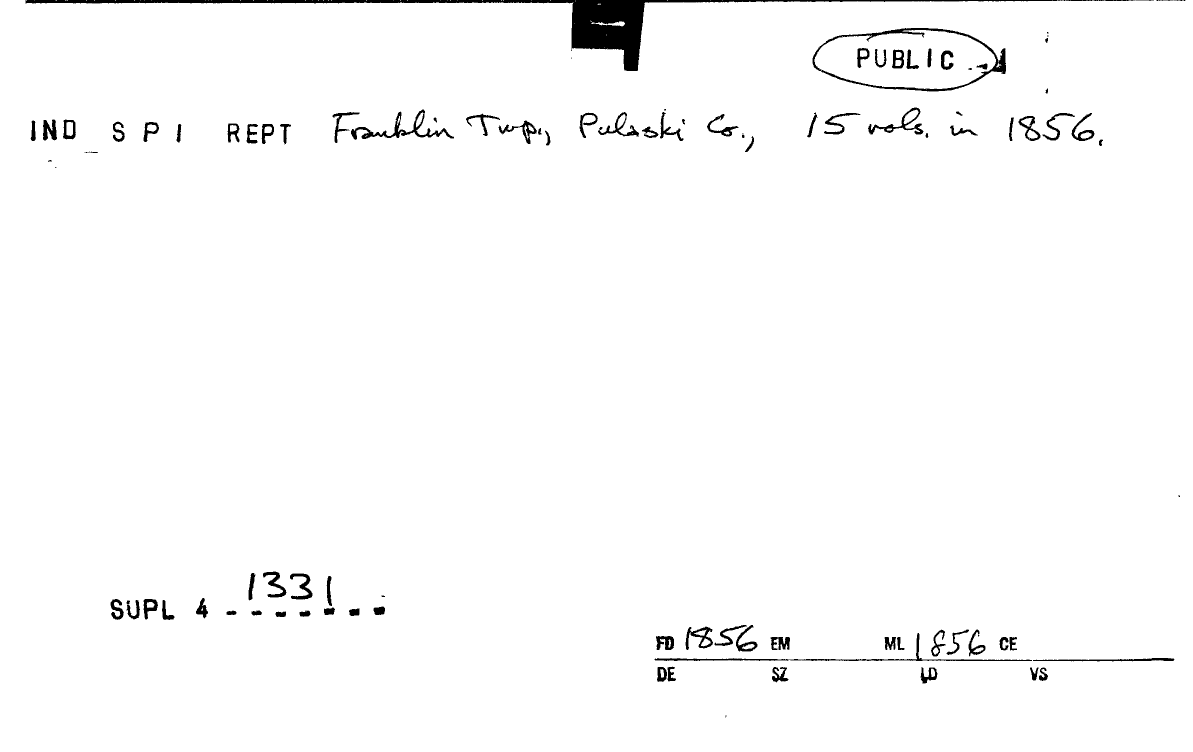 PUBLIC
IND SPI REPT Franklin Twp., Pulaski Co., 15 vols. in 1856.
SUPL 4 1331
FD 1856 EM ML 1856 CE
DE SZ LD VS